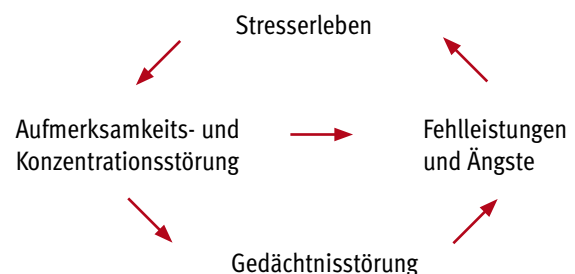 Stresserleben
Aufmerksamkeits- und
Konzentrationsstörung
Fehlleistungen
und Ängste
Gedächtnisstörung